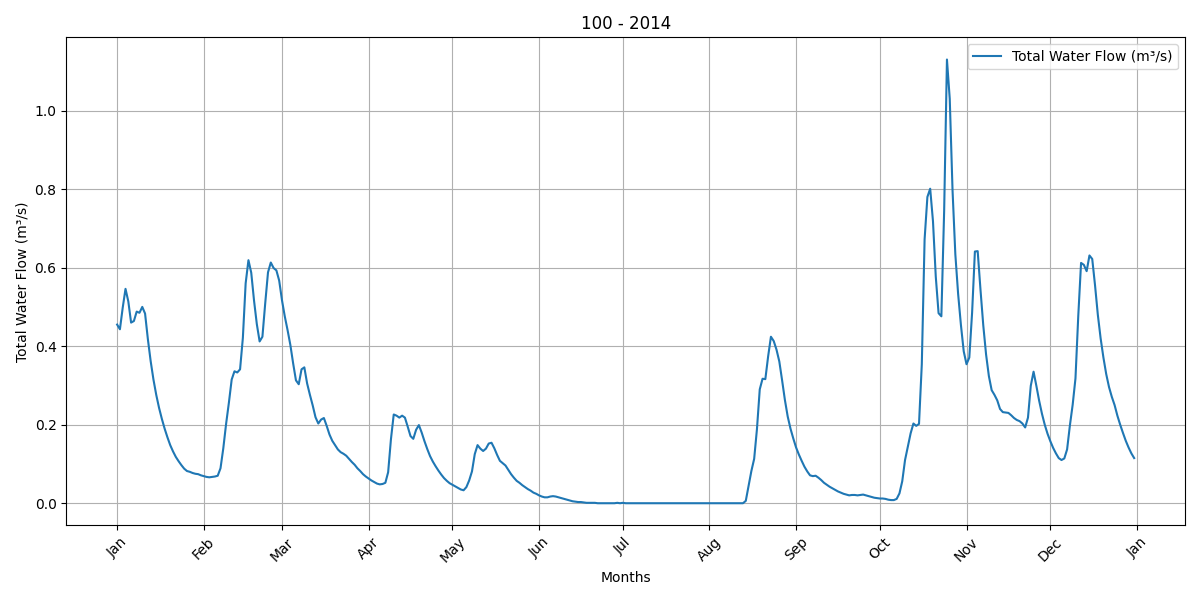 100 - 2014
Total Water Flow (m³/s)
Total Water Flow (m³/s)
1.0
0.8
0.6
0.4
0.2
0.0
Jan Feb Mar Apr May Jun Jul Aug Sep Oct Nov Dec Jan
Months